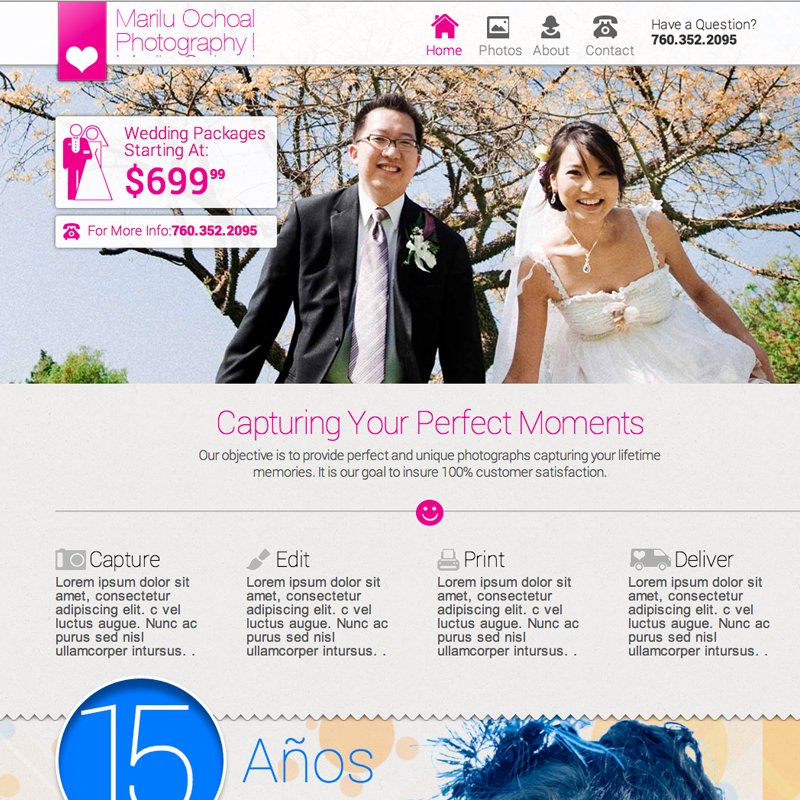 Marilu Ochoal
Photography |
Home
Photos
About
Contact
Have a Question?
760.352.2095
Wedding Packages
Starting At:
$699.99
For More Info:760.352.2095
Capturing Your Perfect Moments
Our objective is to provide perfect and unique photographs capturing your lifetime
memories. It is our goal to insure 100% customer satisfaction.
Capture
Lorem ipsum dolor sit
amet, consectetur
adipiscing elit. c vel
luctus augue. Nunc ac
purus sed nisl
ullamcorper intursus. .
Edit
Lorem ipsum dolor sit
amet, consectetur
adipiscing elit. c vel
luctus augue. Nunc ac
purus sed nisl
ullamcorper intursus. .
Print
Lorem ipsum dolor sit
amet, consectetur
adipiscing elit. c vel
luctus augue. Nunc ac
purus sed nisl
ullamcorper intursus. .
Deliver
Lorem ipsum dolor sit
amet, consectetur
adipiscing elit. c vel
luctus augue. Nunc ac
purus sed nisl
ullamcorper intursus. .
15 Años